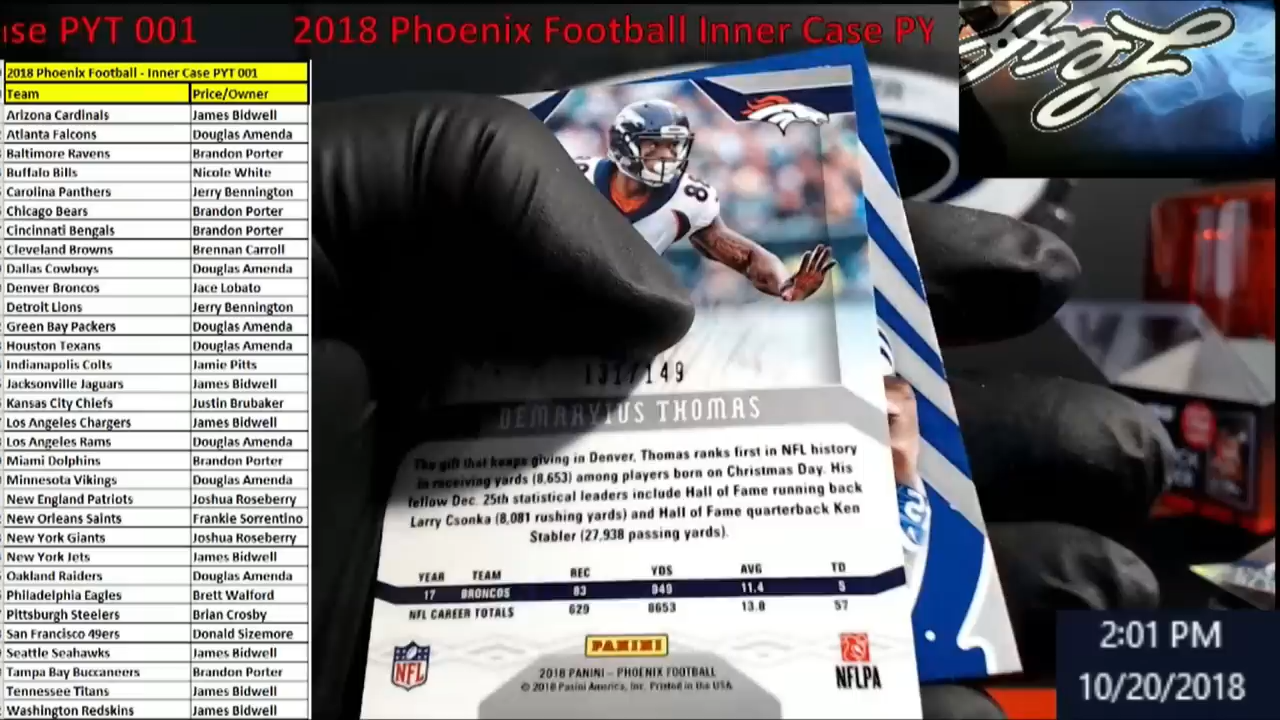 ase PYT 001 2018 Phoenix Football Inner Case PY
2018 Phoenix Football - Inner Case PYT 001
Team Price/Owner
Arizona Cardinals James Bidwell
Atlanta Falcons Douglas Amenda
Baltimore Ravens Brandon Porter
Buffalo Bills Nicole White
Carolina Panthers Jerry Bennington
Chicago Bears Brandon Porter
Cincinnati Bengals Brandon Porter
Cleveland Browns Brennan Carroll
Dallas Cowboys Douglas Amenda
Denver Broncos Jace Lobato
Detroit Lions Jerry Bennington
Green Bay Packers Douglas Amenda
Houston Texans Douglas Amenda
Indianapolis Colts Jamie Pitts
Jacksonville Jaguars James Bidwell
Kansas City Chiefs Justin Brubaker
Los Angeles Chargers James Bidwell
Los Angeles Rams Douglas Amenda
Miami Dolphins Brandon Porter
Minnesota Vikings Douglas Amenda
New England Patriots Joshua Roseberry
New Orleans Saints Frankie Sorrentino
New York Giants Joshua Roseberry
New York Jets James Bidwell
Oakland Raiders Douglas Amenda
Philadelphia Eagles Brett Walford
Pittsburgh Steelers Brian Crosby
San Francisco 49ers Donald Sizemore
Seattle Seahawks James Bidwell
Tampa Bay Buccaneers Brandon Porter
Tennessee Titans James Bidwell
Washington Redskins James Bidwell
131/149
DEMARYIUS THOMAS
The gift that keeps giving in Denver, Thomas ranks first in NFL history
in receiving yards (8,653) among players born on Christmas Day. His
fellow Dec. 25th statistical leaders include Hall of Fame running back
Larry Csonka (8,081 rushing yards) and Hall of Fame quarterback Ken
Stabler (27,938 passing yards).
YEAR TEAM REC YDS AVG TD
17 BRONCOS 83 949 11.4 5
NFL CAREER TOTALS 629 8653 13.8 57
NFL
PANINI
NFLPA
2018 PANINI – PHOENIX FOOTBALL
© 2018 Panini America, Inc. Printed in the USA
2:01 PM
10/20/2018